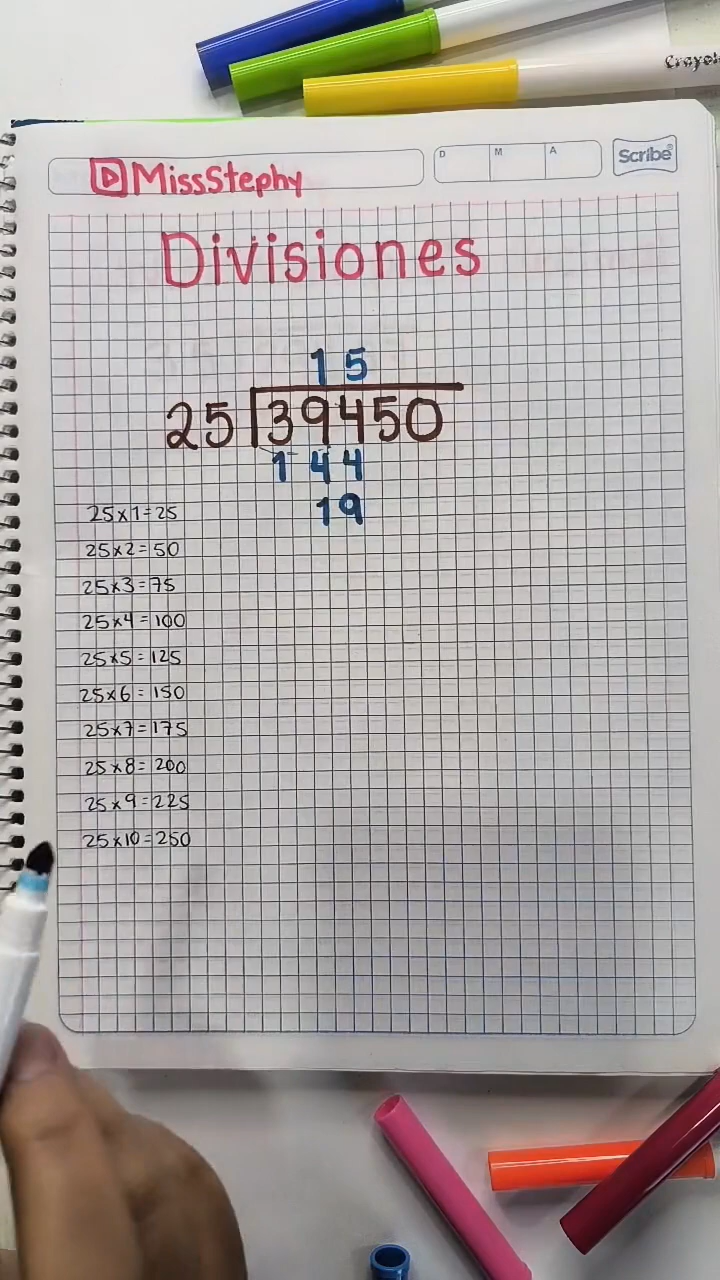 Crayol
MissStephy
D M A
Scribe
Divisiones
15
25 39450
144
19
25x1=25
25x2=50
25x3=75
25x4=100
25x5=125
25x6=150
25x7=175
25x8=200
25x9=225
25x10=250